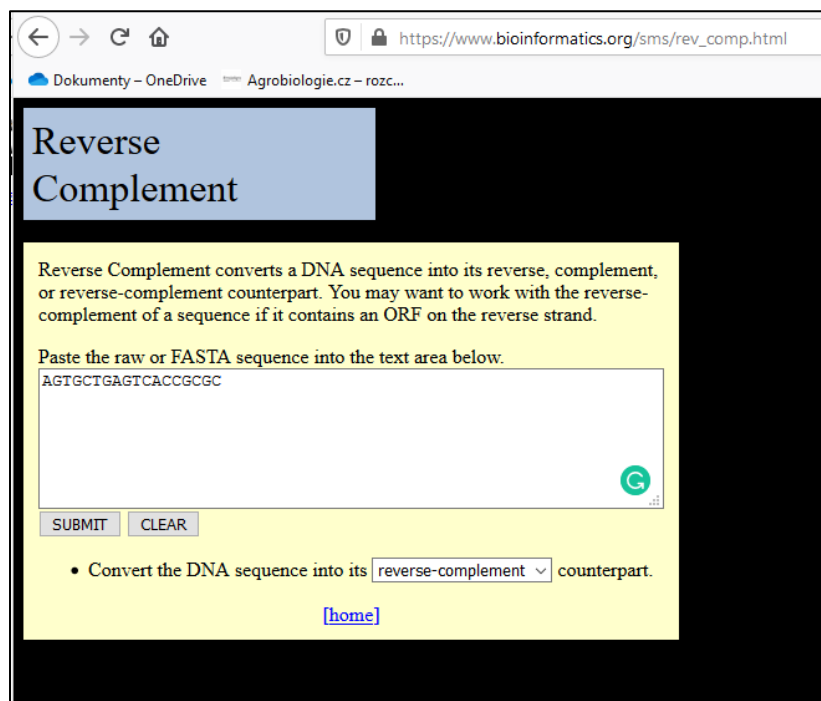 https://www.bioinformatics.org/sms/rev_comp.html
Dokumenty – OneDrive Agrobiologie.cz – rozc...
Reverse
Complement
Reverse Complement converts a DNA sequence into its reverse, complement,
or reverse-complement counterpart. You may want to work with the reverse-
complement of a sequence if it contains an ORF on the reverse strand.
Paste the raw or FASTA sequence into the text area below.
AGTGCTGAGTCACCGCGC
SUBMIT CLEAR
• Convert the DNA sequence into its reverse-complement counterpart.
[home]